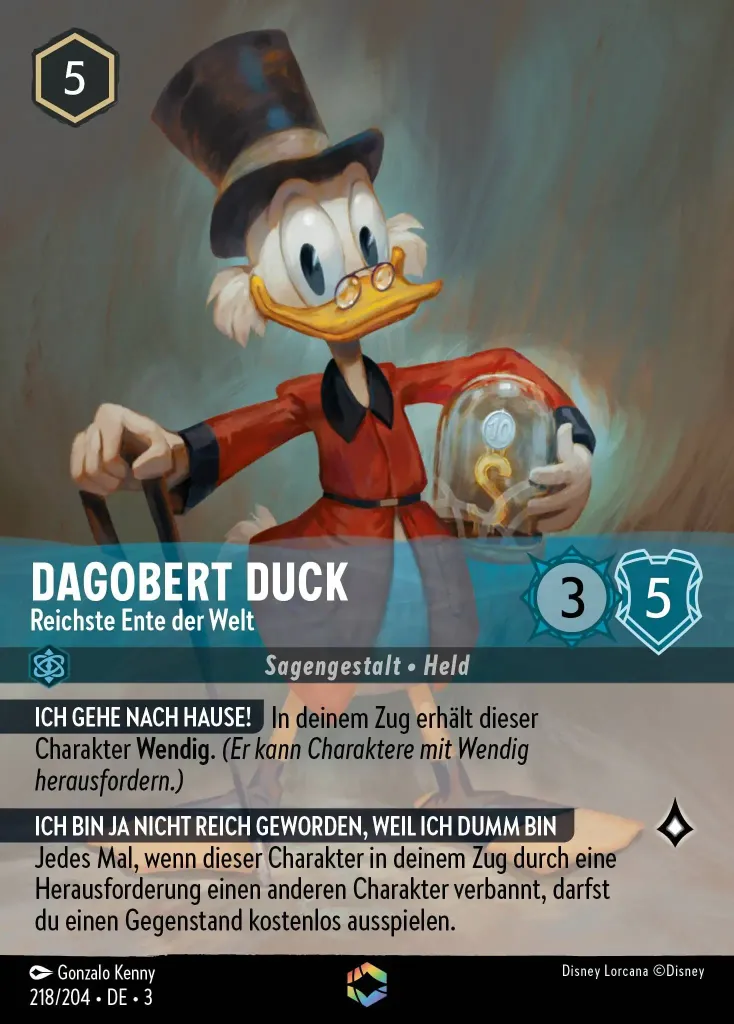 5
10
DAGOBERT DUCK
Reichste Ente der Welt
3
5
Sagengestalt • Held
ICH GEHE NACH HAUSE! In deinem Zug erhält dieser
Charakter Wendig. (Er kann Charaktere mit Wendig
herausfordern.)
ICH BIN JA NICHT REICH GEWORDEN, WEIL ICH DUMM BIN
Jedes Mal, wenn dieser Charakter in deinem Zug durch eine
Herausforderung einen anderen Charakter verbannt, darfst
du einen Gegenstand kostenlos ausspielen.
Gonzalo Kenny
Disney Lorcana ©Disney
218/204 • DE • 3